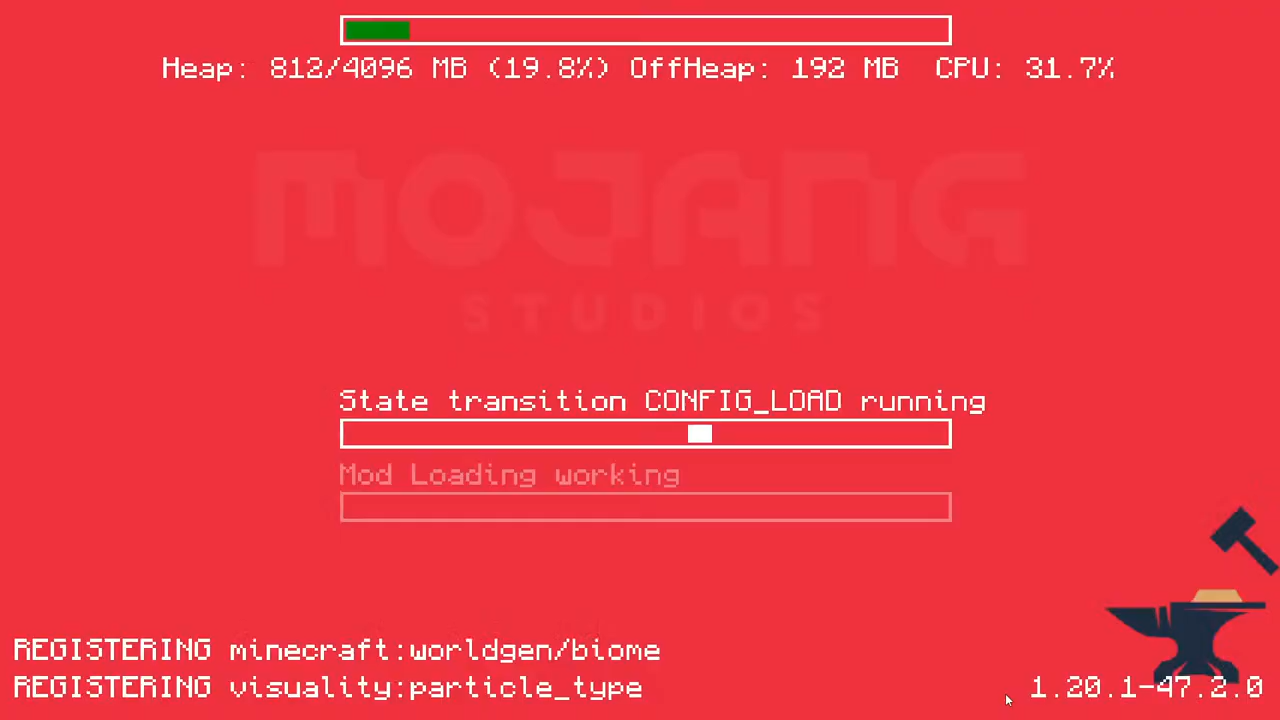 Heap: 812/4096 MB (19.8%) OffHeap: 192 MB  CPU: 31.7%
MOJANG
STUDIOS
State transition CONFIG_LOAD running
Mod Loading working
REGISTERING minecraft:worldgen/biome
REGISTERING visuality:particle_type
1.20.1-47.2.0